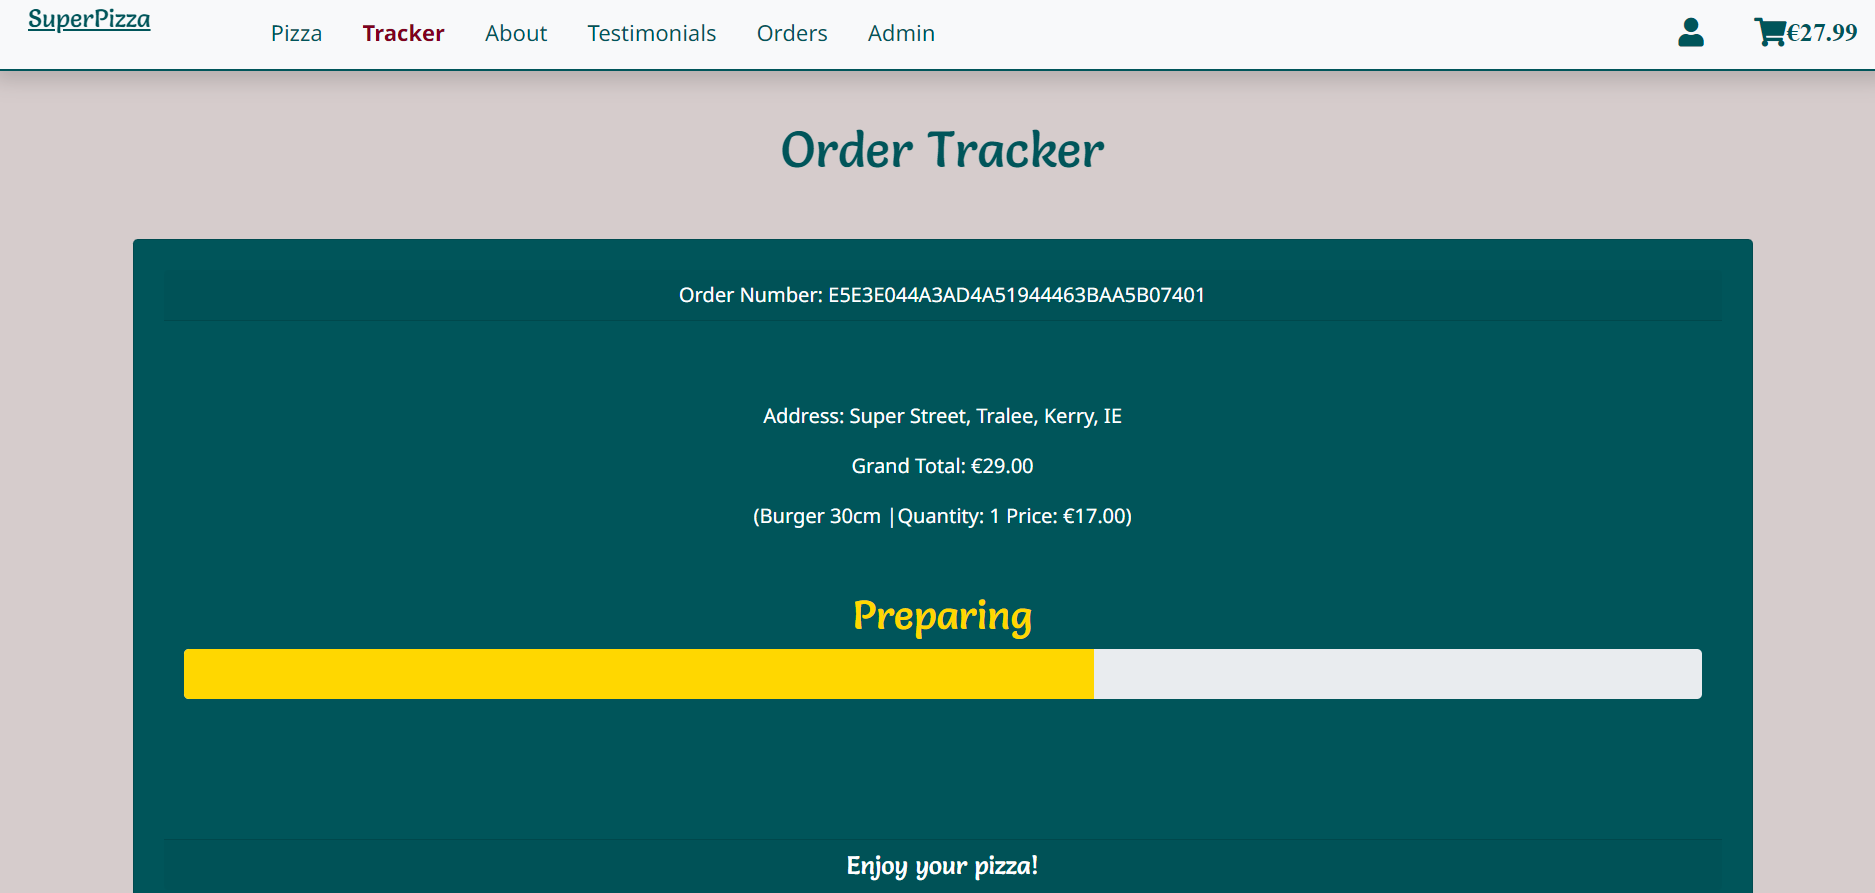 SuperPizza
Pizza Tracker About Testimonials Orders Admin €27.99
Order Tracker
Order Number: E5E3E044A3AD4A51944463BAA5B07401
Address: Super Street, Tralee, Kerry, IE
Grand Total: €29.00
(Burger 30cm |Quantity: 1 Price: €17.00)
Preparing
Enjoy your pizza!